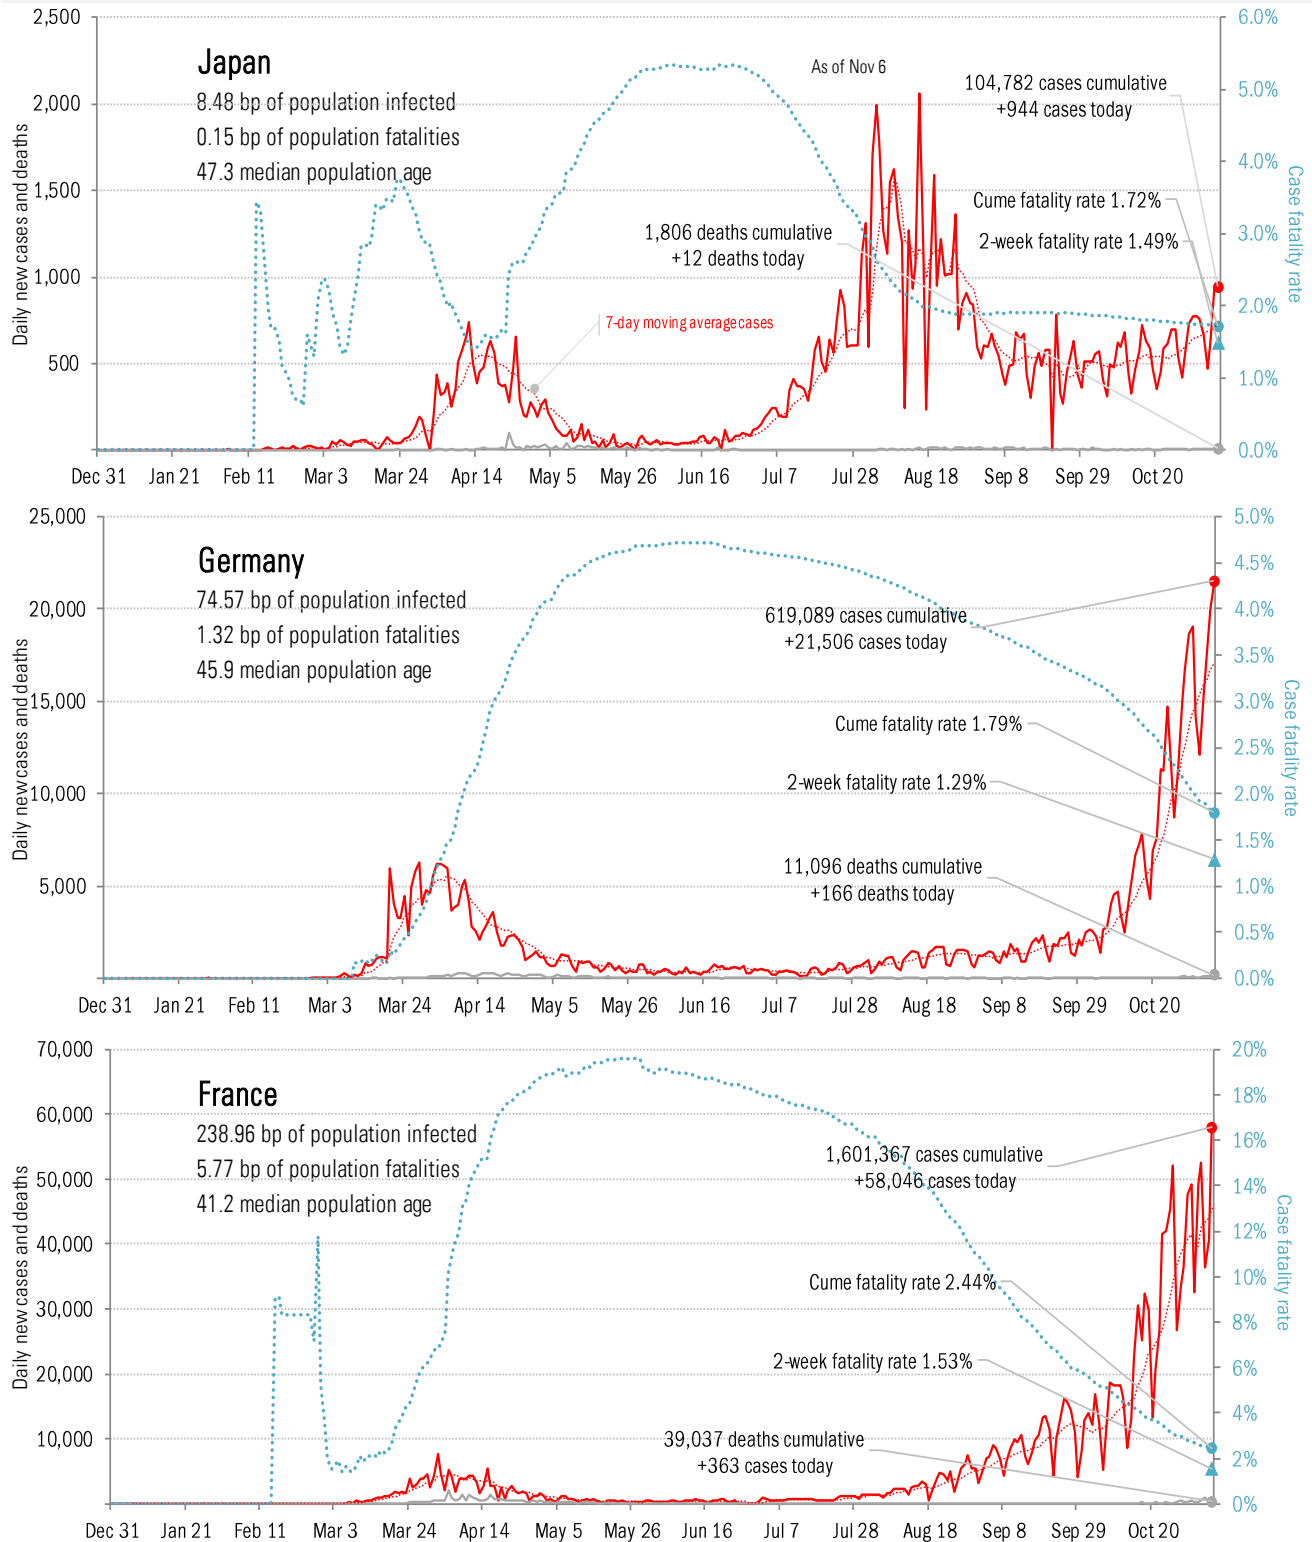 2,500
6.0%
Japan
As of Nov 6
104,782 cases cumulative
+944 cases today
8.48 bp of population infected
2,000
5.0%
0.15 bp of population fatalities
47.3 median population age
4.0%
1,500
Cume fatality rate 1.72%
1,806 deaths cumulative
+12 deaths today
2-week fatality rate 1.49%
3.0%
1,000
2.0%
7-day moving average cases
500
1.0%
0.0%
Daily new cases and deaths
Case fatality rate
Dec 31 Jan 21 Feb 11 Mar 3 Mar 24 Apr 14 May 5 May 26 Jun 16 Jul 7 Jul 28 Aug 18 Sep 8 Sep 29 Oct 20
25,000
5.0%
Germany
4.5%
74.57 bp of population infected
20,000
4.0%
619,089 cases cumulative
+21,506 cases today
1.32 bp of population fatalities
45.9 median population age
3.5%
15,000
3.0%
Cume fatality rate 1.79%
2.5%
2-week fatality rate 1.29%
10,000
2.0%
1.5%
11,096 deaths cumulative
+166 deaths today
5,000
1.0%
0.5%
0.0%
Daily new cases and deaths
Case fatality rate
Dec 31 Jan 21 Feb 11 Mar 3 Mar 24 Apr 14 May 5 May 26 Jun 16 Jul 7 Jul 28 Aug 18 Sep 8 Sep 29 Oct 20
70,000
20%
France
18%
60,000
238.96 bp of population infected
16%
1,601,367 cases cumulative
+58,046 cases today
5.77 bp of population fatalities
50,000
14%
41.2 median population age
12%
40,000
10%
Cume fatality rate 2.44%
30,000
8%
2-week fatality rate 1.53%
6%
20,000
4%
39,037 deaths cumulative
+363 cases today
10,000
2%
0%
Daily new cases and deaths
Case fatality rate
Dec 31 Jan 21 Feb 11 Mar 3 Mar 24 Apr 14 May 5 May 26 Jun 16 Jul 7 Jul 28 Aug 18 Sep 8 Sep 29 Oct 20